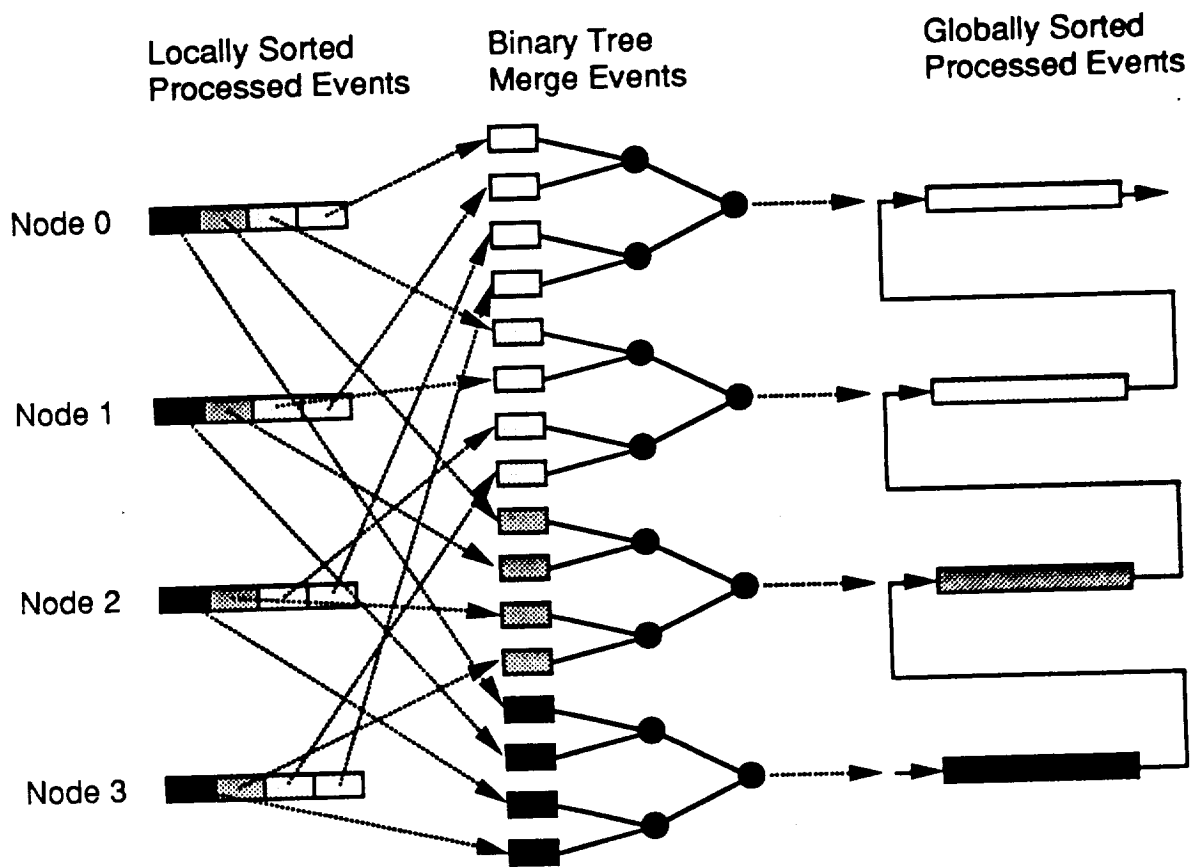 Locally Sorted
Processed Events
Binary Tree
Merge Events
Globally Sorted
Processed Events
Node 0
Node 1
Node 2
Node 3